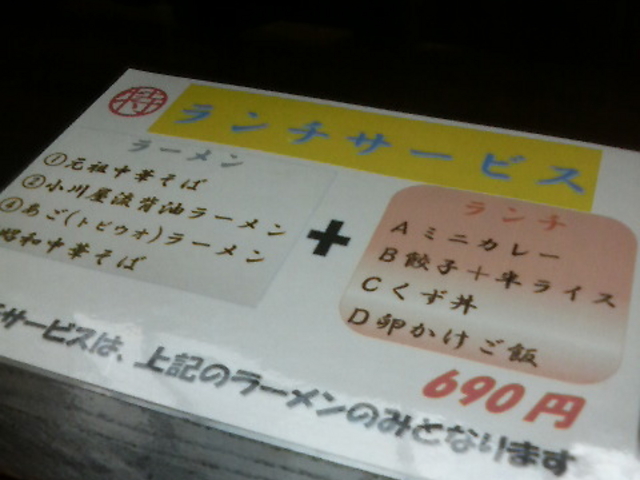 特 ランチサービス
ラーメン
①元祖中華そば
②小川屋流背油ラーメン
④あご(トビウオ)ラーメン
昭和中華そば
+
ランチ
Aミニカレー
B餃子+半ライス
Cくず丼
D卵かけご飯
690円
サービスは、上記のラーメンのみとなります